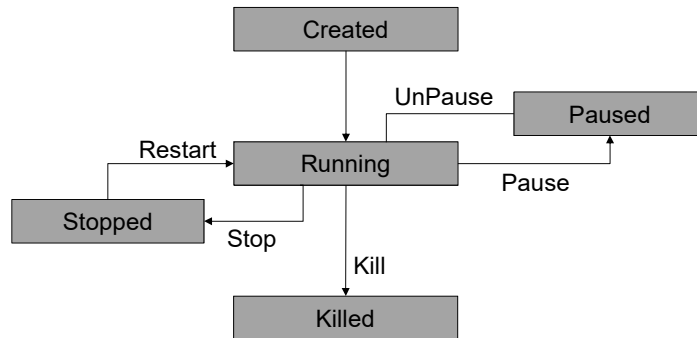 Created
UnPause
Paused
Restart
Running
Pause
Stopped
Stop
Kill
Killed